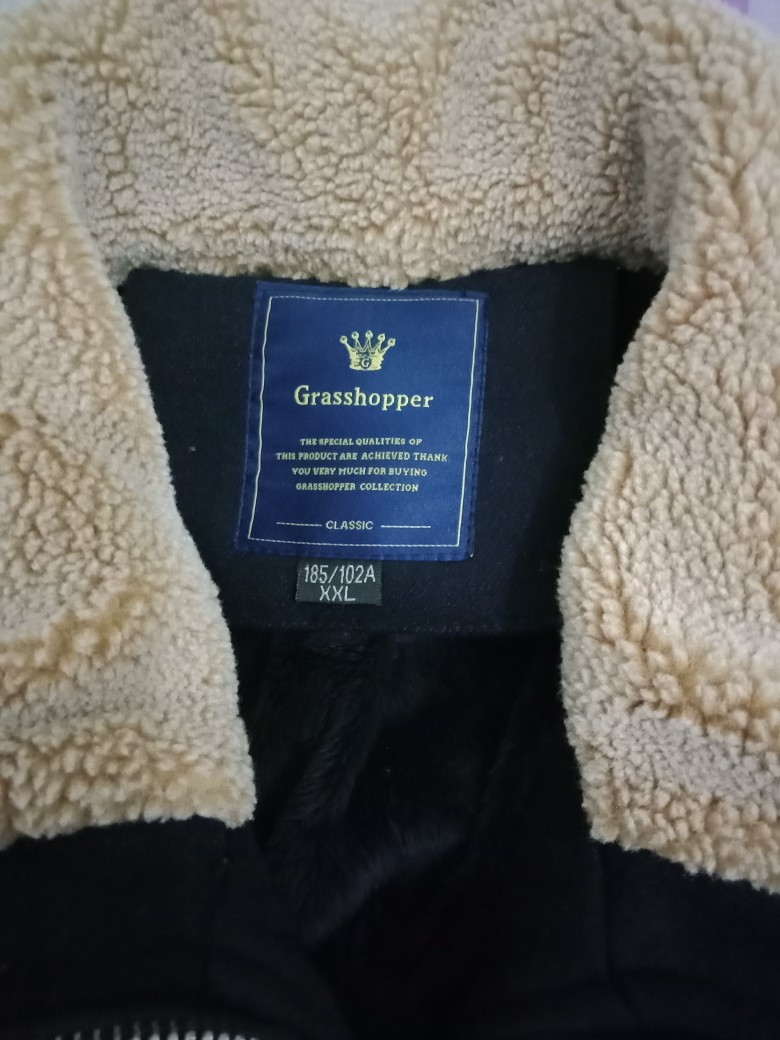 G
Grasshopper
THE SPECIAL QUALITIES OF
THIS PRODUCT ARE ACHIEVED THANK
YOU VERY MUCH FOR BUYING
GRASSHOPPER COLLECTION
CLASSIC
185/102A
XXL